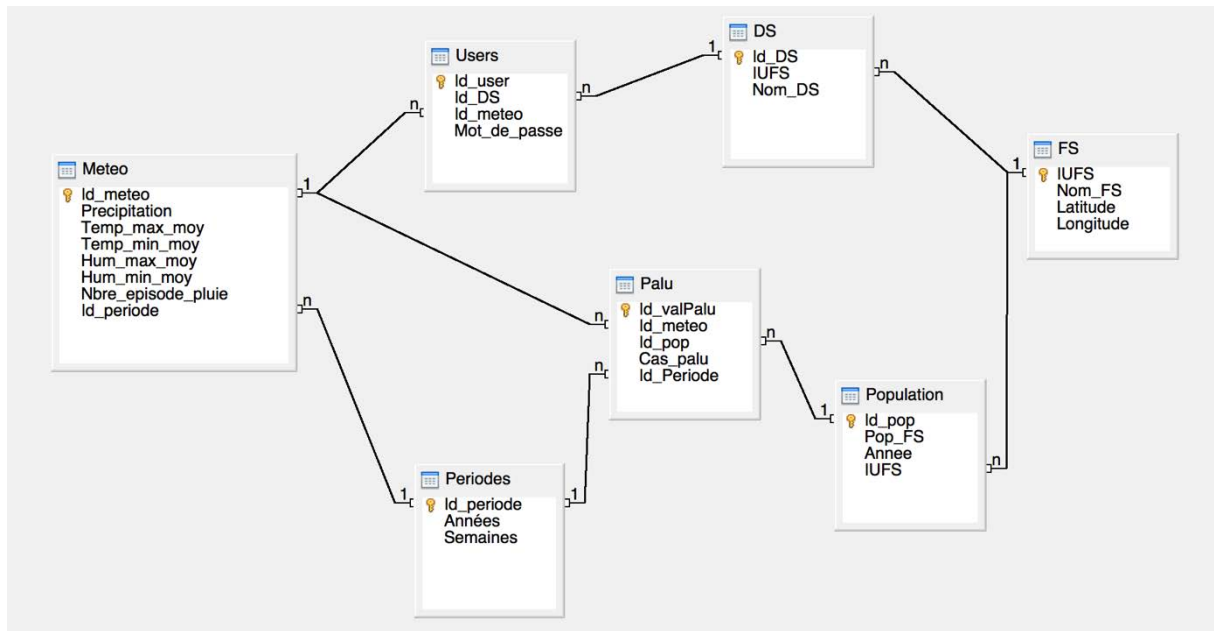 Users
Id_user
Id_DS
Id_meteo
Mot_de_passe
n
n
DS
Id_DS
IUFS
Nom_DS
1
n
FS
IUFS
Nom_FS
Latitude
Longitude
1
Meteo
Id_meteo
Precipitation
Temp_max_moy
Temp_min_moy
Hum_max_moy
Hum_min_moy
Nbre_episode_pluie
Id_periode
1
n
Palu
Id_valPalu
Id_meteo
Id_pop
Cas_palu
Id_Periode
n
n
n
Population
Id_pop
Pop_FS
Annee
IUFS
1
n
Periodes
Id_periode
Années
Semaines
1
1